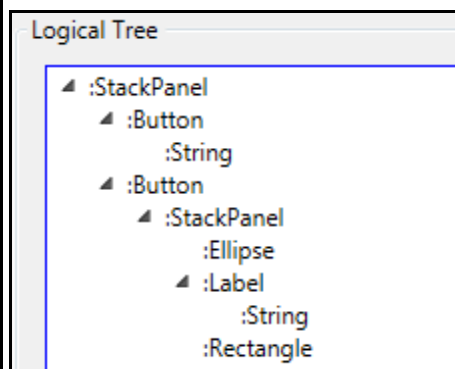 Logical Tree
:StackPanel
:Button
:String
:Button
:StackPanel
:Ellipse
:Label
:String
:Rectangle